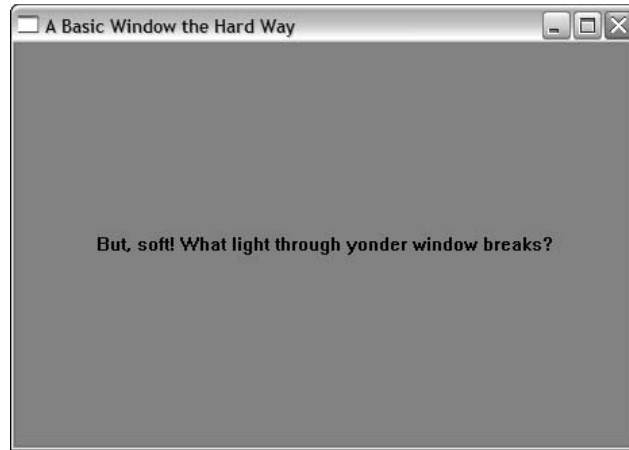 A Basic Window the Hard Way
But, soft! What light through yonder window breaks?